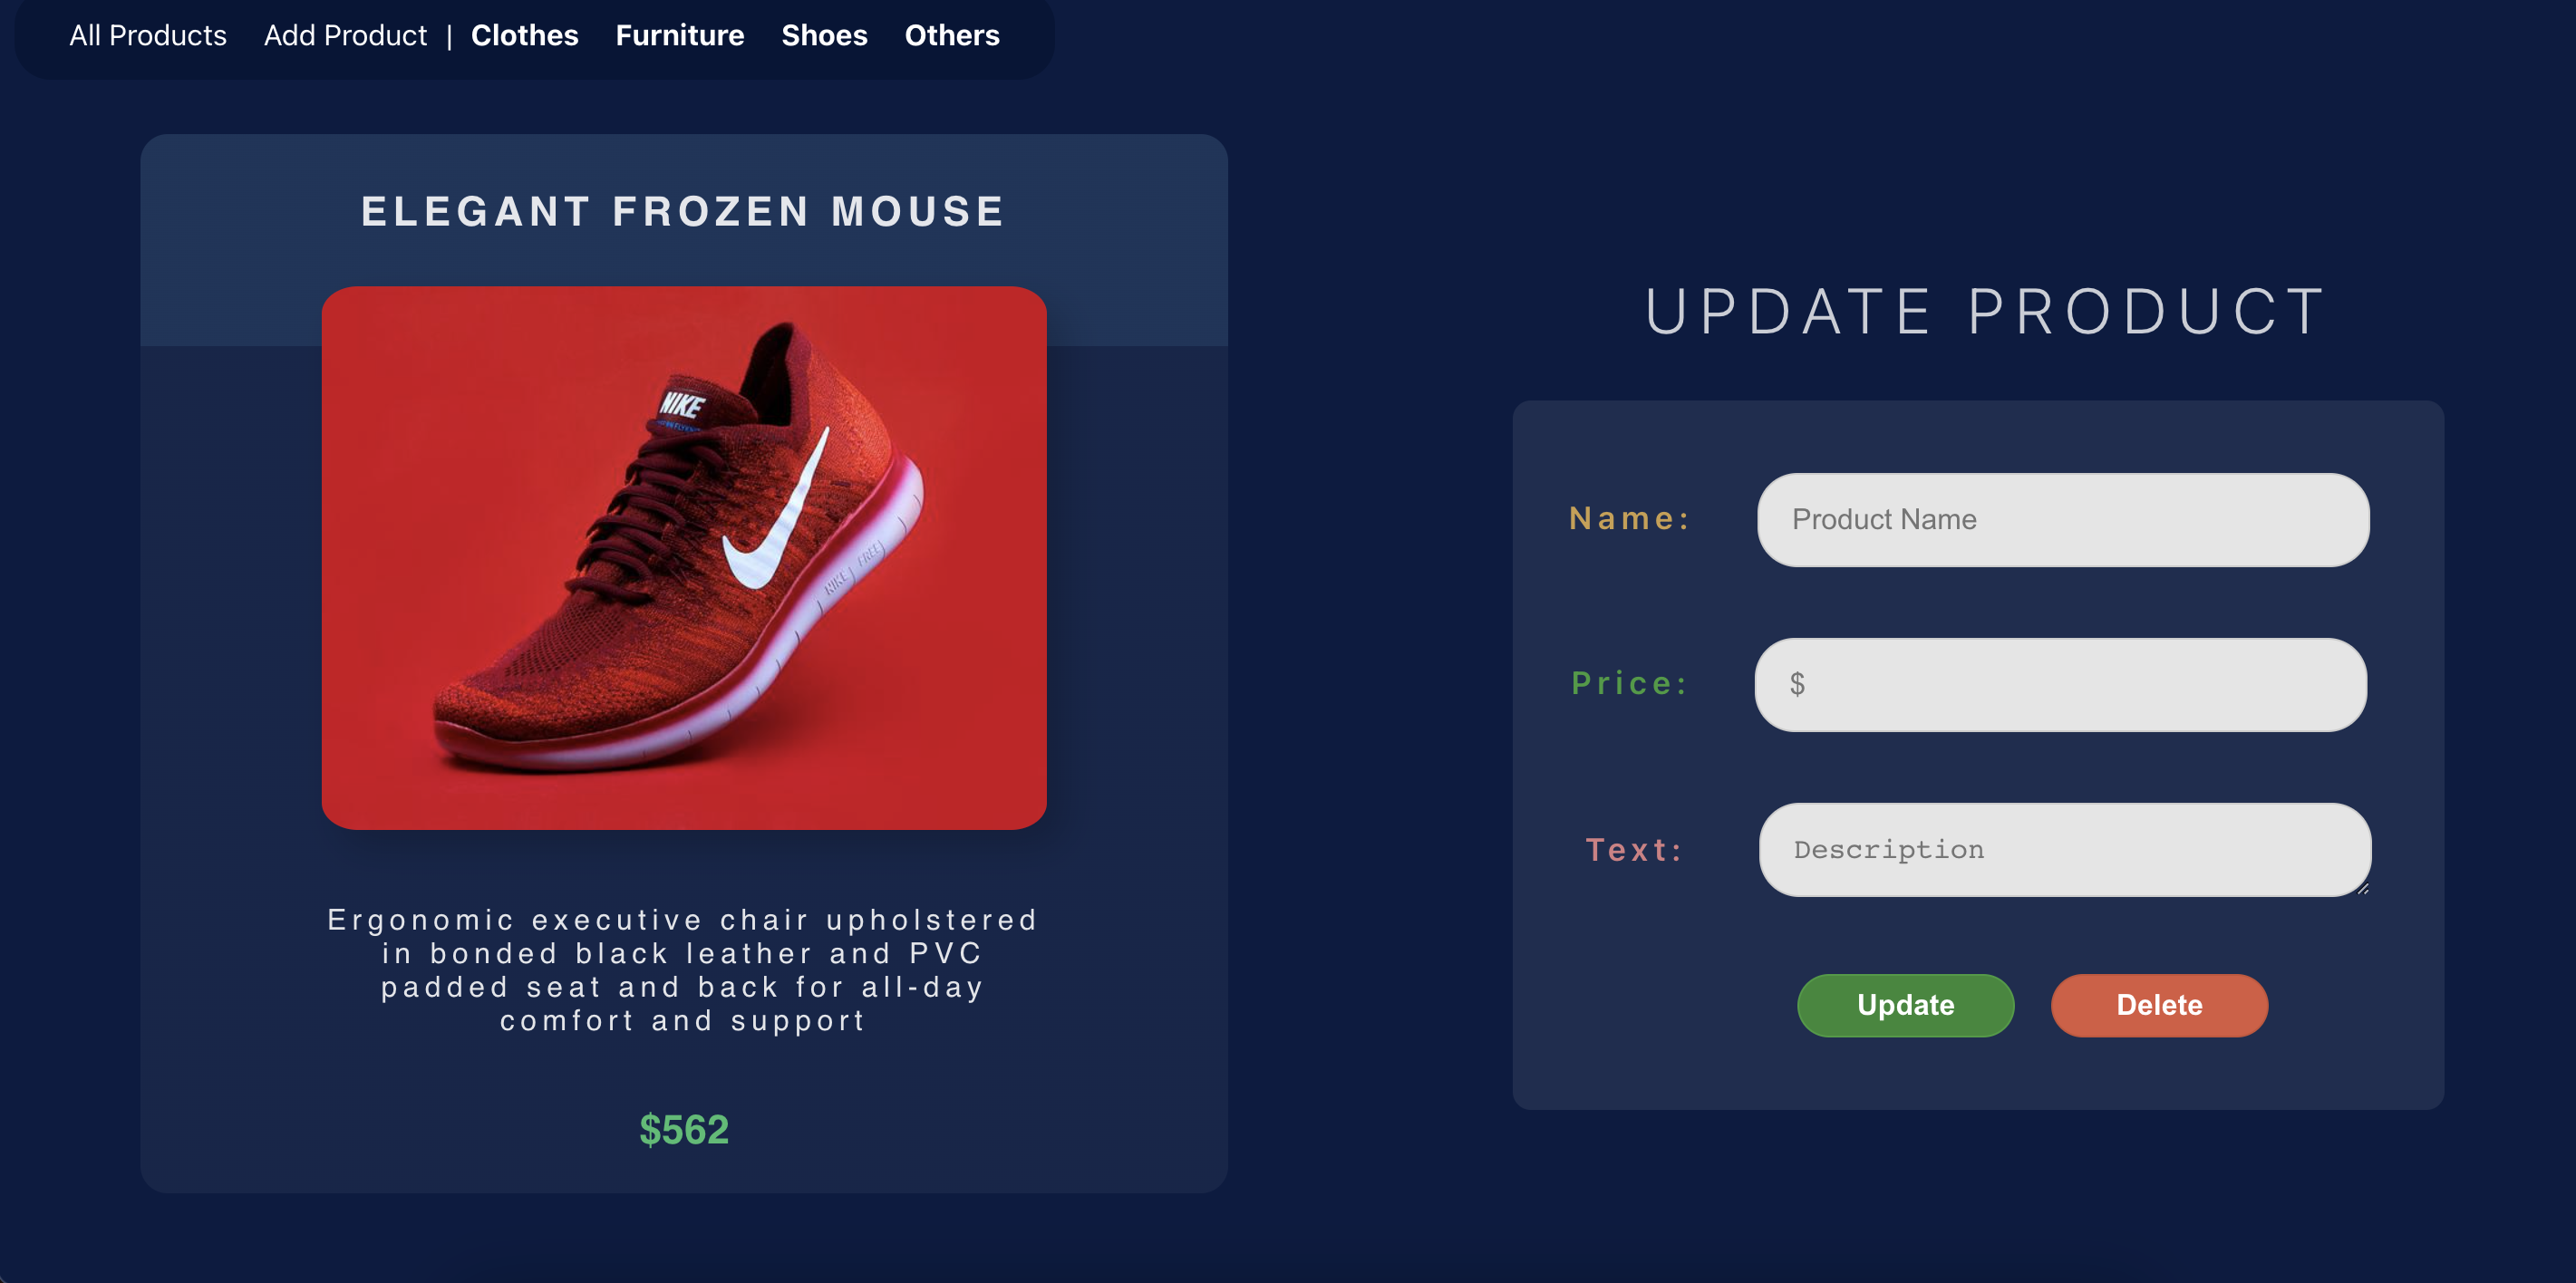 All Products Add Product | Clothes Furniture Shoes Others
ELEGANT FROZEN MOUSE
NIKE
NIKE FREE
Ergonomic executive chair upholstered
in bonded black leather and PVC
padded seat and back for all-day
comfort and support
$562
UPDATE PRODUCT
Name: Product Name
Price: $
Text: Description
Update Delete